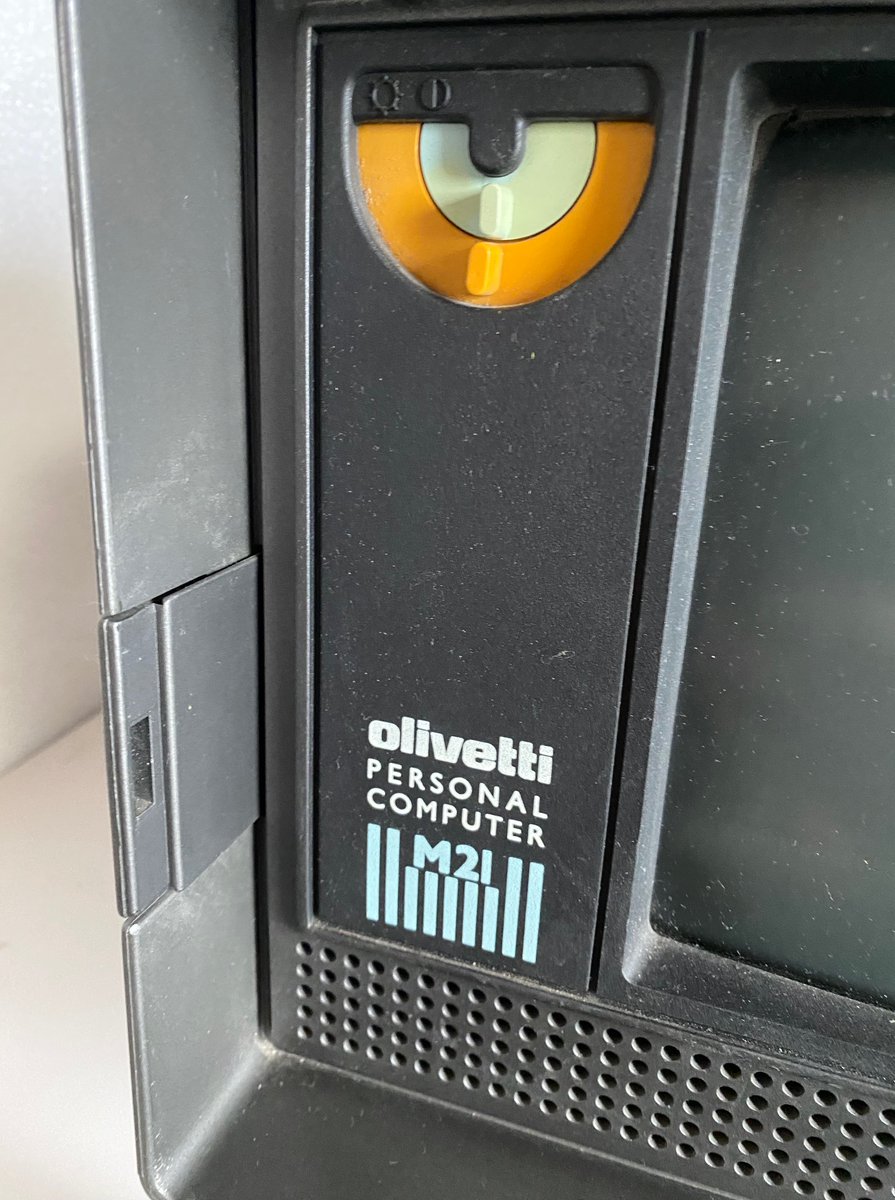 olivetti
PERSONAL
COMPUTER
M21